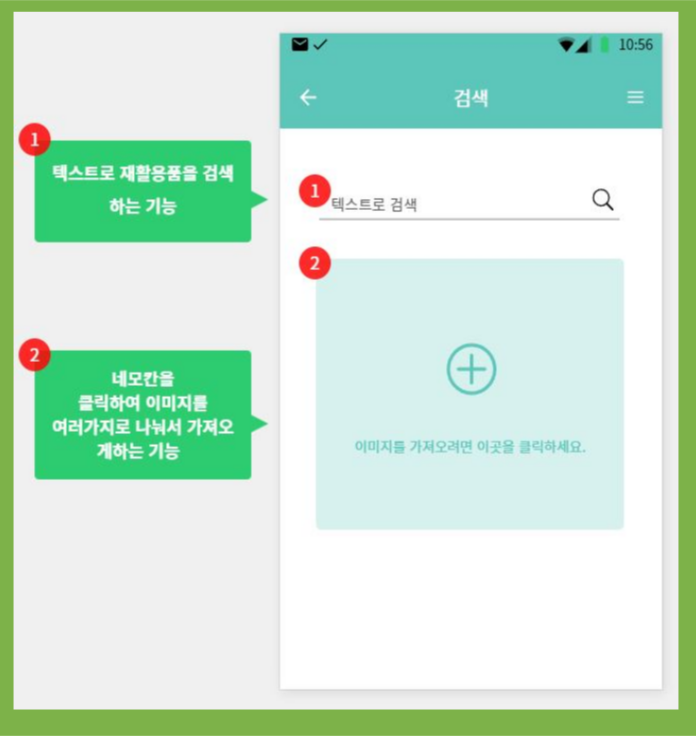 10:56
검색
1
텍스트로 재활용품을 검색
하는 기능
1
텍스트로 검색
2
2
네모칸을
클릭하여 이미지를
여러가지로 나눠서 가져오
게하는 기능
이미지를 가져오려면 이곳을 클릭하세요.